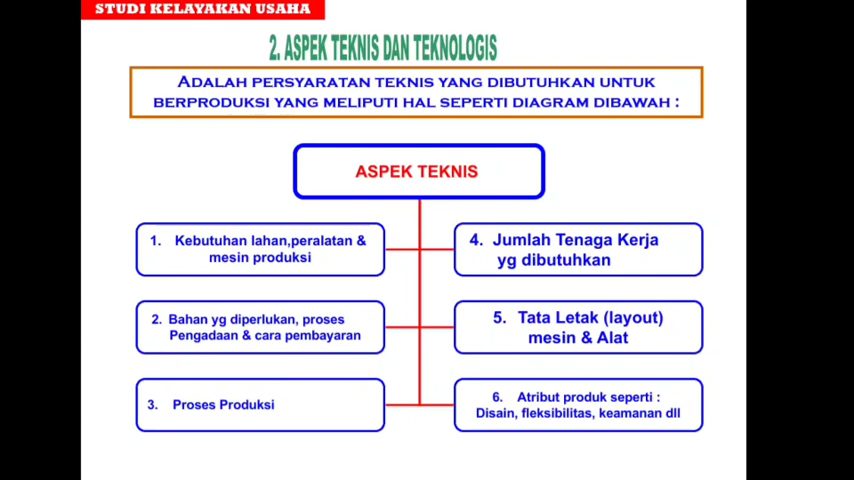 STUDI KELAYAKAN USAHA
2. ASPEK TEKNIS DAN TEKNOLOGIS
ADALAH PERSYARATAN TEKNIS YANG DIBUTUHKAN UNTUK
BERPRODUKSI YANG MELIPUTI HAL SEPERTI DIAGRAM DIBAWAH :
ASPEK TEKNIS
1. Kebutuhan lahan,peralatan &
mesin produksi
2. Bahan yg diperlukan, proses
Pengadaan & cara pembayaran
3. Proses Produksi
4. Jumlah Tenaga Kerja
yg dibutuhkan
5. Tata Letak (layout)
mesin & Alat
6. Atribut produk seperti :
Disain, fleksibilitas, keamanan dll